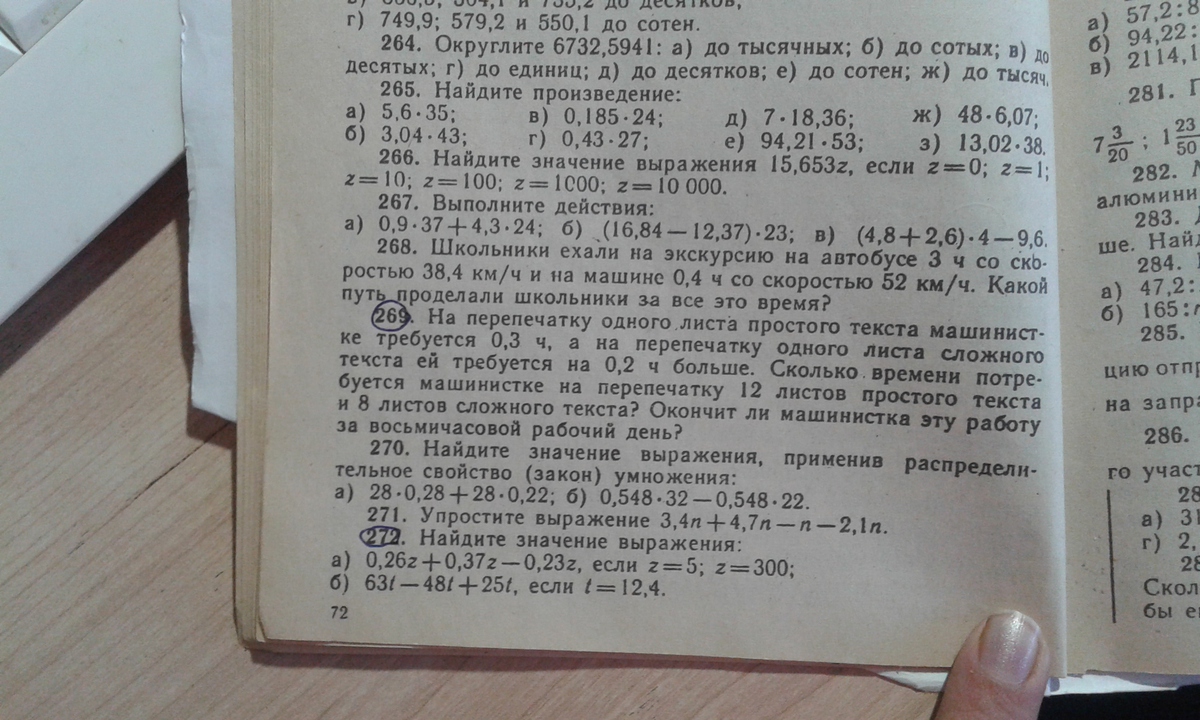 до десятков;
г) 749,9; 579,2 и 550,1 до сотен.
264. Округлите 6732,5941: а) до тысячных; б) до сотых; в) до
десятых; г) до единиц; д) до десятков; е) до сотен; ж) до тысяч.
265. Найдите произведение:
а) 5,6·35; в) 0,185·24; д) 7·18,36; ж) 48·6,07;
б) 3,04·43; г) 0,43·27; е) 94,21·53; з) 13,02·38.
266. Найдите значение выражения 15,653z, если z=0; z=1;
z=10; z=100; z=1000; z=10 000.
267. Выполните действия:
а) 0,9·37+4,3·24; б) (16,84—12,37)·23; в) (4,8+2,6)·4—9,6.
268. Школьники ехали на экскурсию на автобусе 3 ч со ско-
ростью 38,4 км/ч и на машине 0,4 ч со скоростью 52 км/ч. Какой
путь проделали школьники за все это время?
269. На перепечатку одного листа простого текста машинист-
ке требуется 0,3 ч, а на перепечатку одного листа сложного
текста ей требуется на 0,2 ч больше. Сколько времени потре-
буется машинистке на перепечатку 12 листов простого текста
и 8 листов сложного текста? Окончит ли машинистка эту работу
за восьмичасовой рабочий день?
270. Найдите значение выражения, применив распредели-
тельное свойство (закон) умножения:
а) 28·0,28+28·0,22; б) 0,548·32—0,548·22.
271. Упростите выражение 3,4n+4,7n—n—2,1n.
272. Найдите значение выражения:
а) 0,26z+0,37z—0,23z, если z=5; z=300;
б) 63t—48t+25t, если t=12,4.
72
а) 57,2:8
б) 94,22:
в) 2114,1
281.
7 3/20; 1 23/50
282.
алюмини
283.
ше. Най
284.
а) 47,2:
б) 165:
285.
цию отпр
на запра
286.
го участ
28
а) 31
г) 2,
28
Скол
бы е